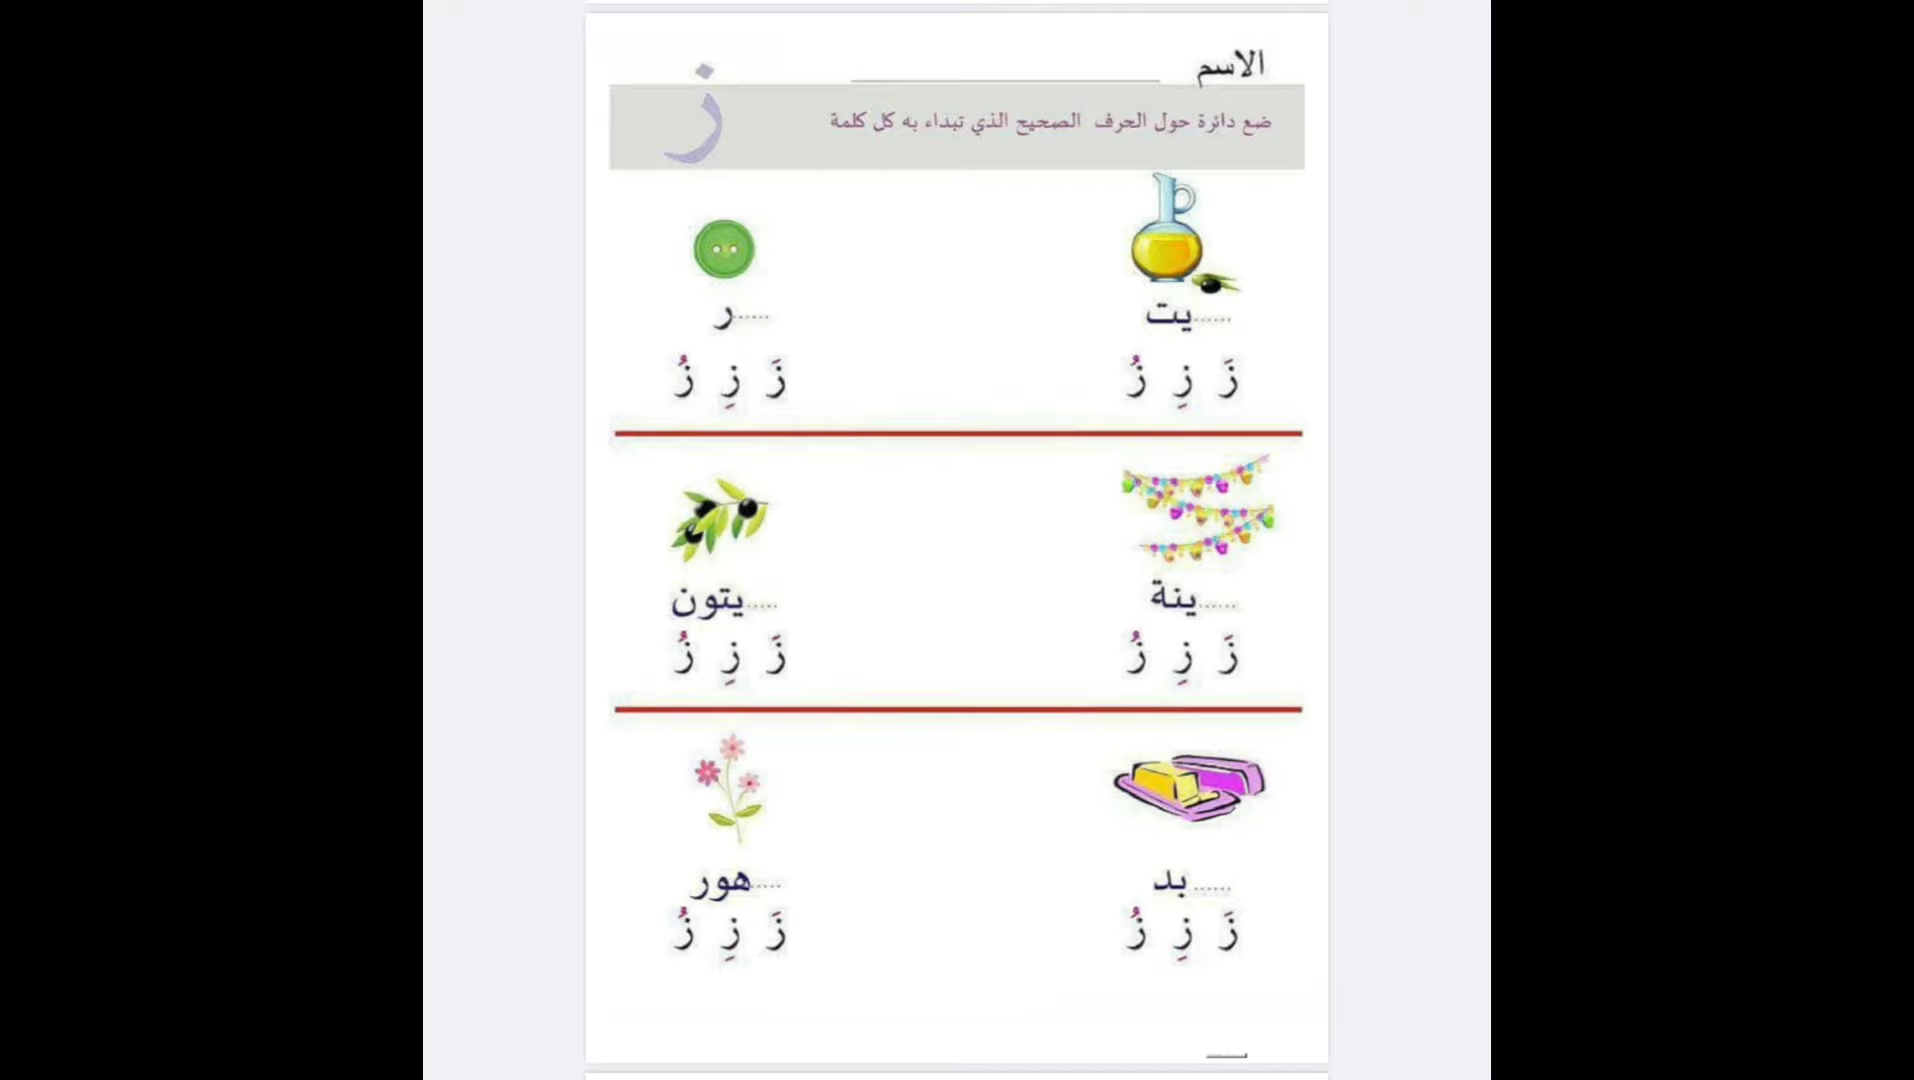 الاسم
ز
ضع دائرة حول الحرف الصحيح الذي تبداء به كل كلمة
......يت
......ر
زَ زِ زُ
زَ زِ زُ
......ينة
.....يتون
زَ زِ زُ
زَ زِ زُ
......بد
.....هور
زَ زِ زُ
زَ زِ زُ